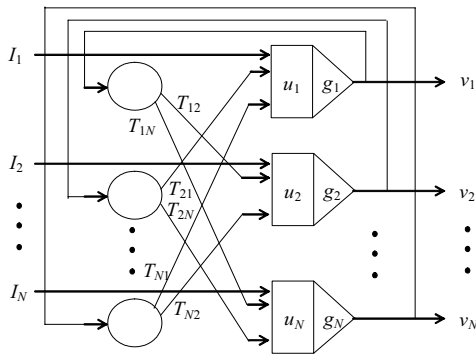 I1 u1 g1 v1
T12
T1N
I2 u2 g2 v2
T21
T2N
TN1
IN uN gN vN
TN2